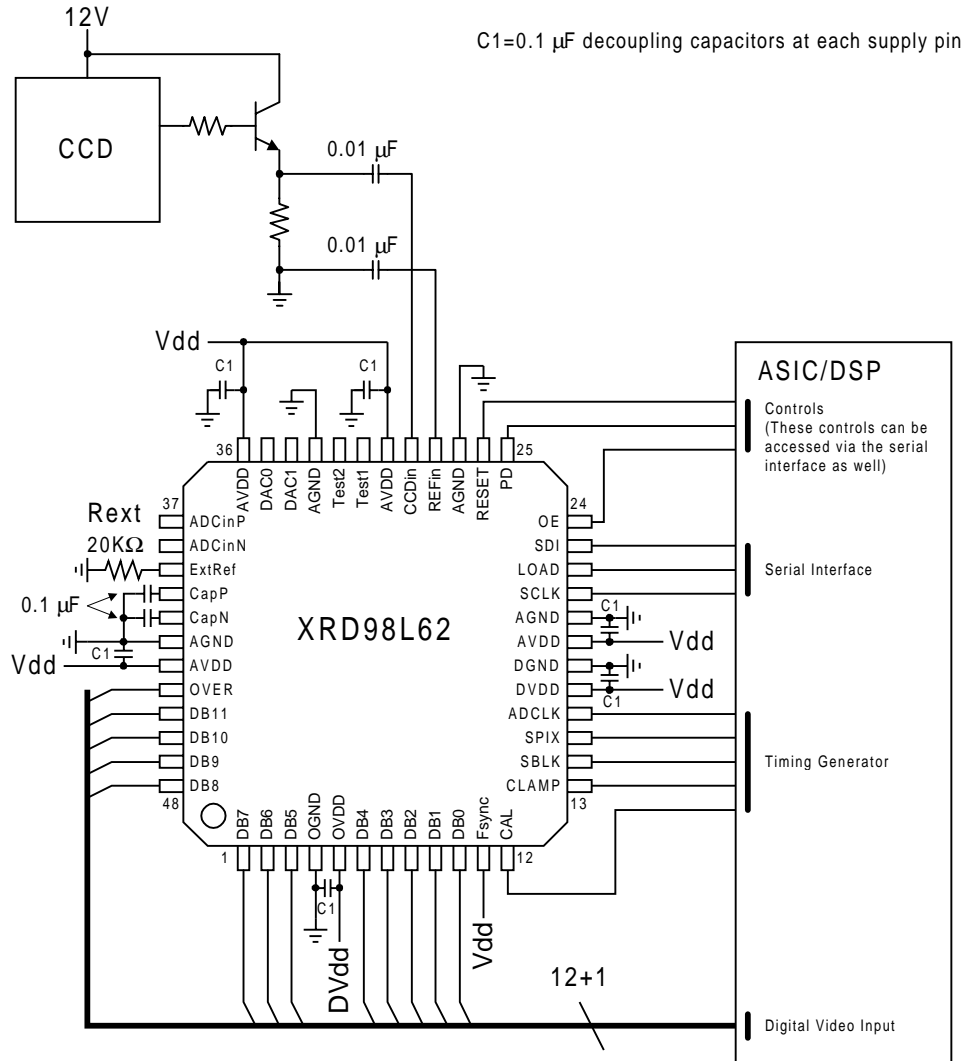 12V
C1=0.1 μF decoupling capacitors at each supply pin
CCD
0.01 μF
0.01 μF
Vdd
C1
C1
ASIC/DSP
Controls
(These controls can be
accessed via the serial
interface as well)
36
25
AVDD
DAC0
DAC1
AGND
Test2
Test1
AVDD
CCDin
REFin
AGND
RESET
PD
37
24
Rext
20KΩ
0.1 μF
C1
Vdd
ADCinP
ADCinN
ExtRef
CapP
CapN
AGND
AVDD
OVER
DB11
DB10
DB9
DB8
48
XRD98L62
OE
SDI
LOAD
SCLK
AGND
AVDD
DGND
DVDD
ADCLK
SPIX
SBLK
CLAMP
13
C1
Vdd
C1
Vdd
Serial Interface
Timing Generator
DB7
DB6
DB5
OGND
OVDD
DB4
DB3
DB2
DB1
DB0
Fsync
CAL
1
12
C1
DVdd
Vdd
12+1
Digital Video Input